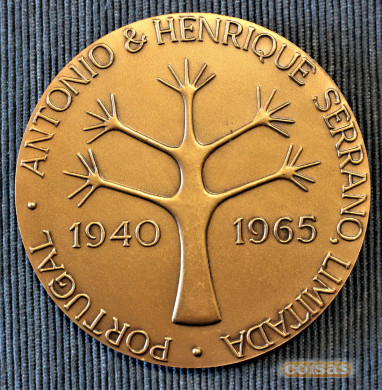 · ANTONIO & HENRIQUE SERRANO, LIMITADA · PORTUGAL
1940 1965
coisas